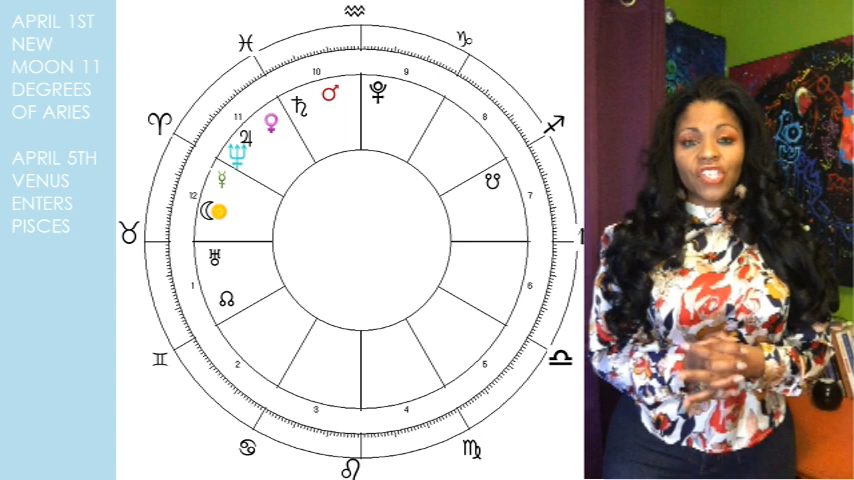 APRIL 1ST
NEW
MOON 11
DEGREES
OF ARIES
APRIL 5TH
VENUS
ENTERS
PISCES
10
9
11
8
12
7
1
6
2
5
3
4